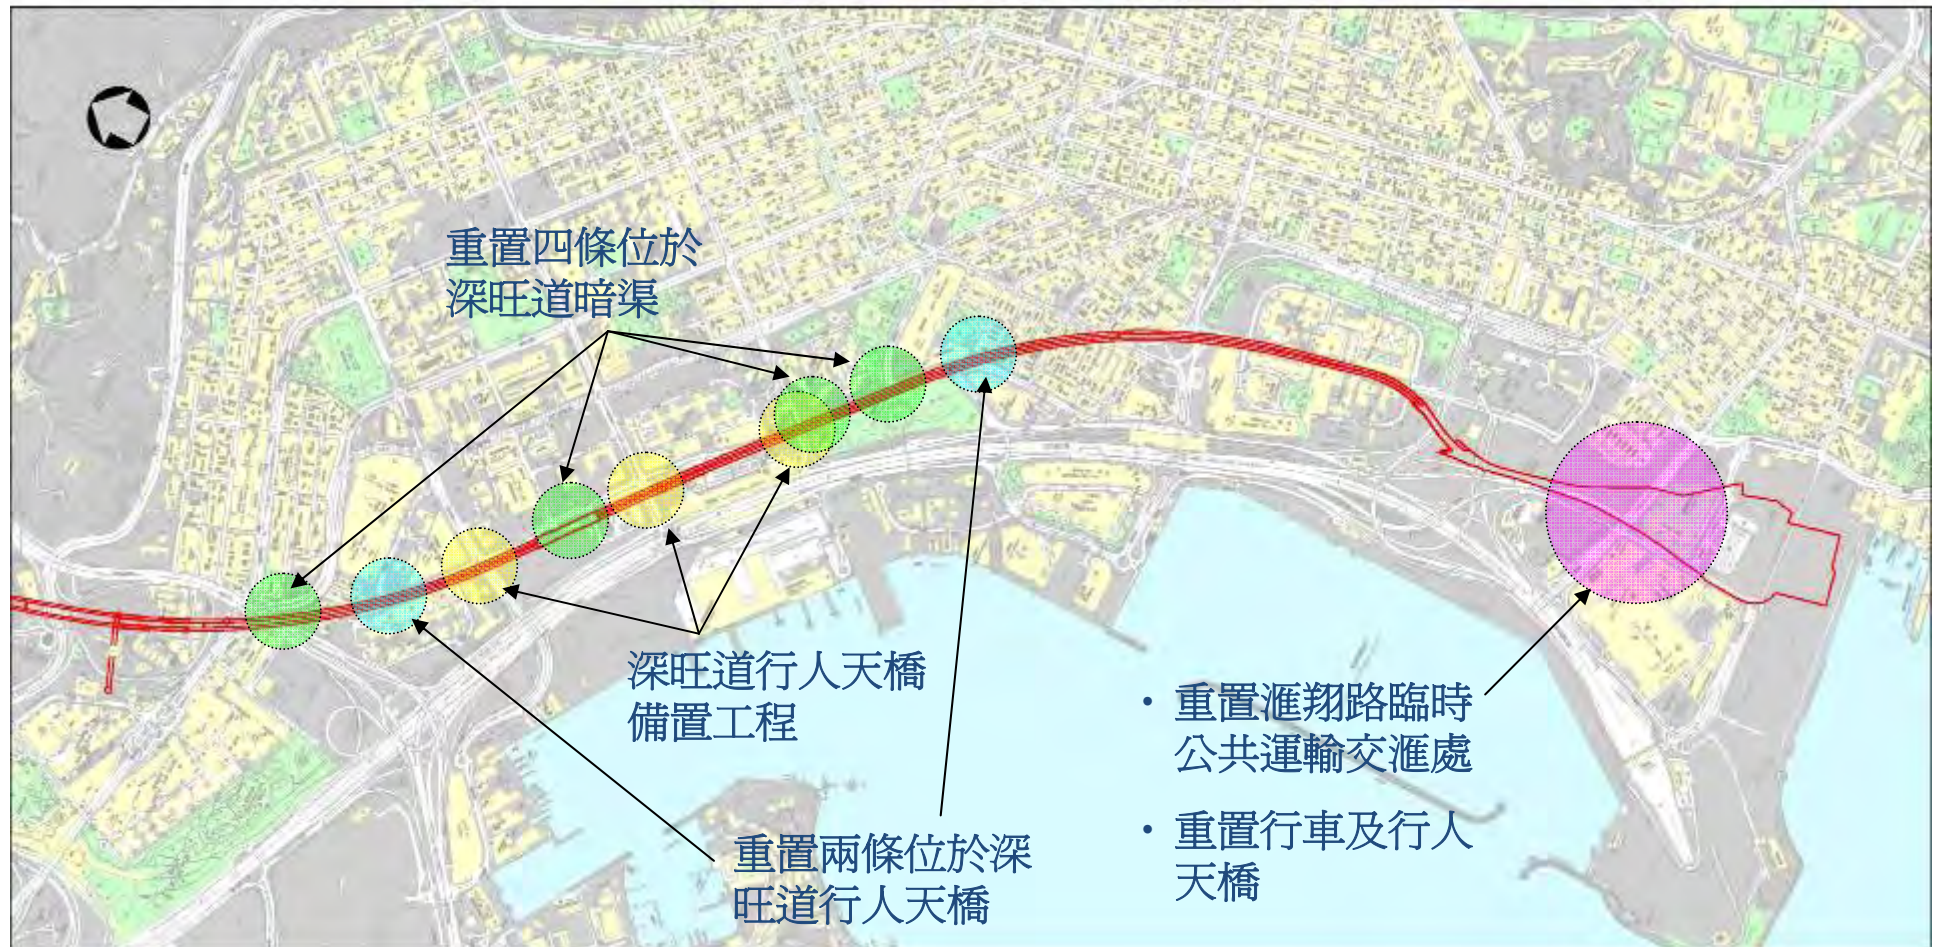 重置四條位於
深旺道暗渠
深旺道行人天橋
備置工程
重置兩條位於深
旺道行人天橋
• 重置滙翔路臨時
公共運輸交滙處
• 重置行車及行人
天橋